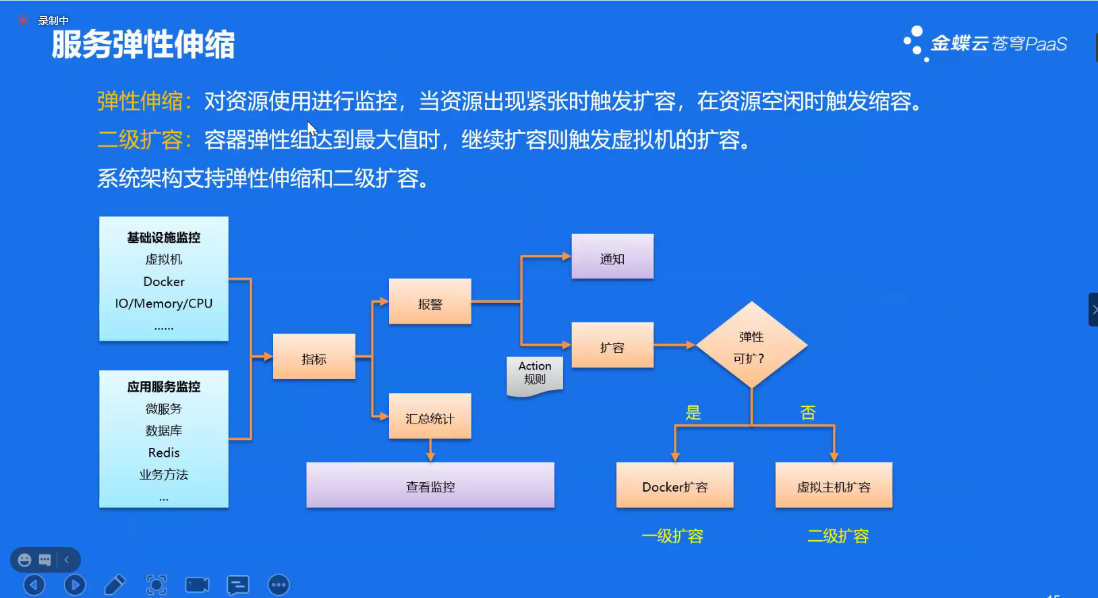 录制中
服务弹性伸缩
金蝶云 苍穹PaaS
弹性伸缩：对资源使用进行监控，当资源出现紧张时触发扩容，在资源空闲时触发缩容。
二级扩容：容器弹性组达到最大值时，继续扩容则触发虚拟机的扩容。
系统架构支持弹性伸缩和二级扩容。
基础设施监控
虚拟机
Docker
IO/Memory/CPU
......
应用服务监控
微服务
数据库
Redis
业务方法
...
指标
报警
汇总统计
查看监控
通知
扩容
Action
规则
弹性
可扩？
是
否
Docker扩容
虚拟主机扩容
一级扩容
二级扩容